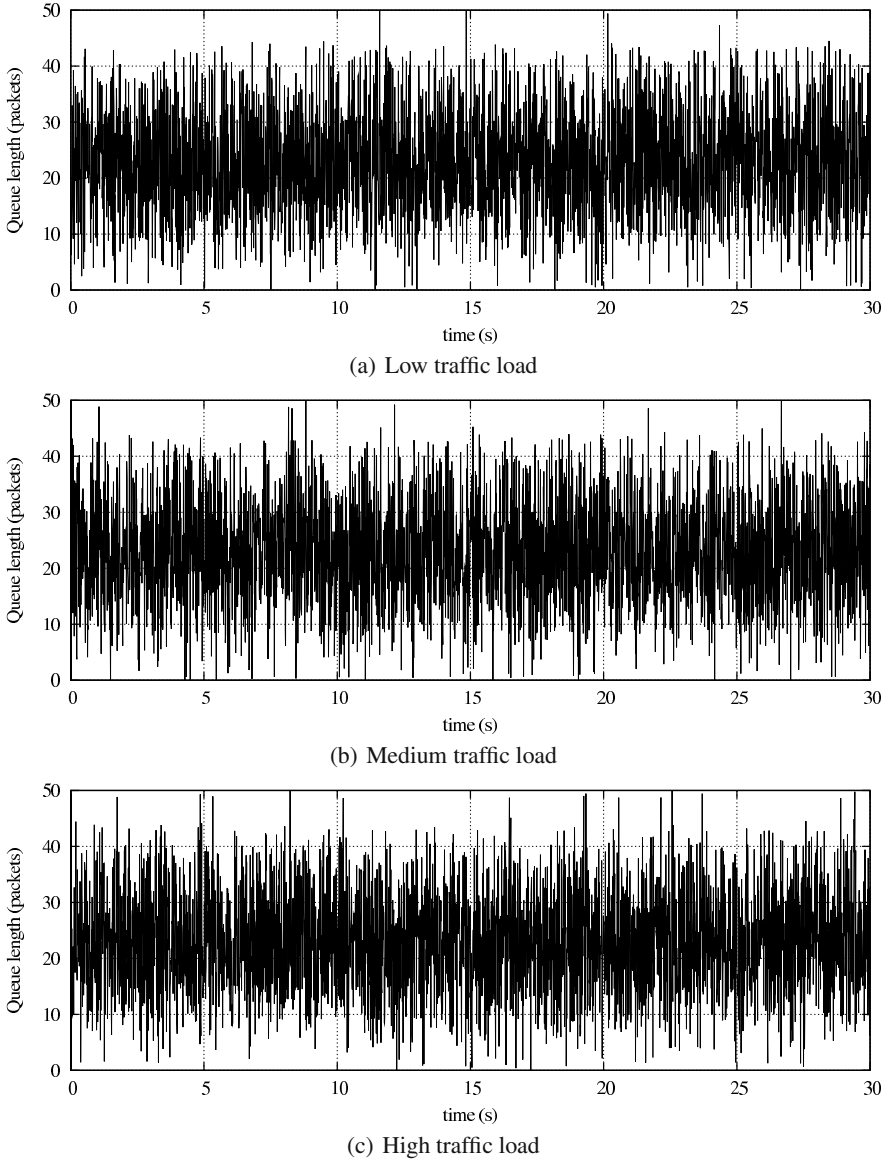 50
40
30
20
10
0
Queue length (packets)
0 5 10 15 20 25 30
time (s)
(a) Low traffic load
50
40
30
20
10
0
Queue length (packets)
0 5 10 15 20 25 30
time (s)
(b) Medium traffic load
50
40
30
20
10
0
Queue length (packets)
0 5 10 15 20 25 30
time (s)
(c) High traffic load